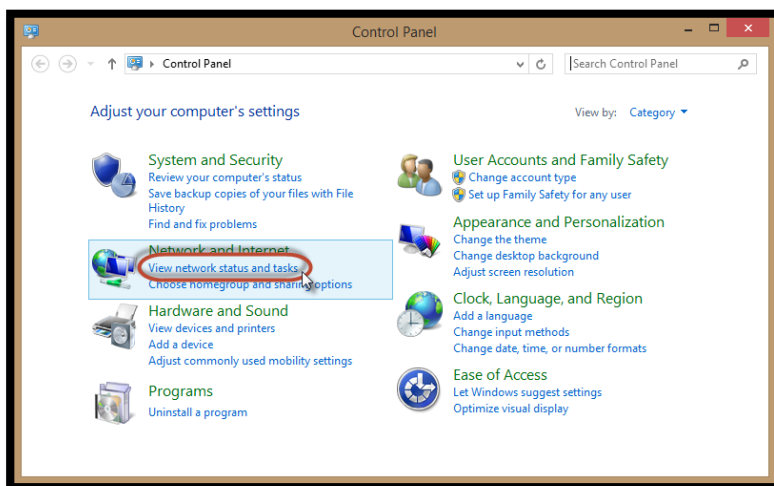 Control Panel
Control Panel
Search Control Panel
Adjust your computer's settings
View by: Category
System and Security
Review your computer's status
Save backup copies of your files with File
History
Find and fix problems
Network and Internet
View network status and tasks
Choose homegroup and sharing options
Hardware and Sound
View devices and printers
Add a device
Adjust commonly used mobility settings
Programs
Uninstall a program
User Accounts and Family Safety
Change account type
Set up Family Safety for any user
Appearance and Personalization
Change the theme
Change desktop background
Adjust screen resolution
Clock, Language, and Region
Add a language
Change input methods
Change date, time, or number formats
Ease of Access
Let Windows suggest settings
Optimize visual display